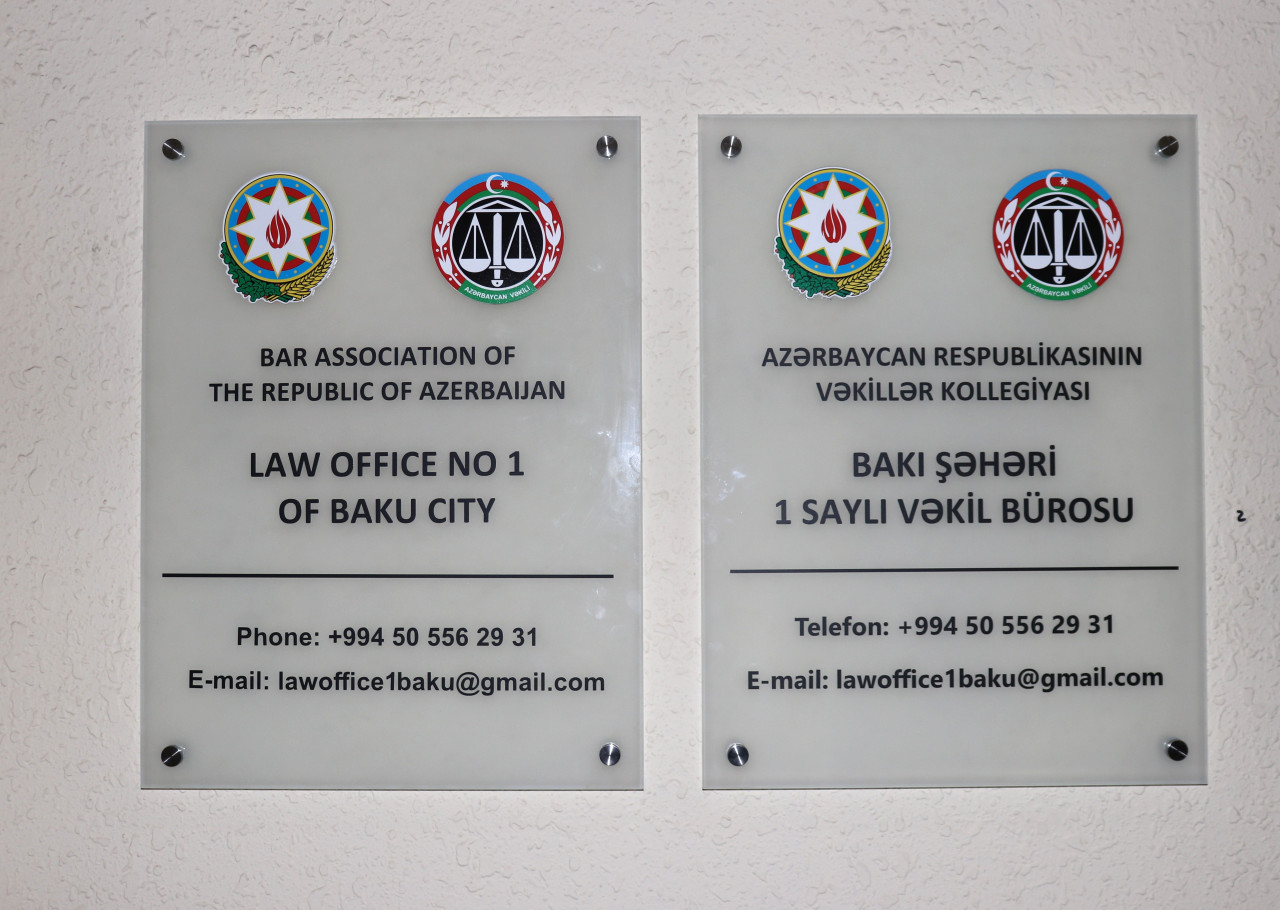 AZƏRBAYCAN VƏKİLİ
BAR ASSOCIATION OF
THE REPUBLIC OF AZERBAIJAN
LAW OFFICE NO 1
OF BAKU CITY
Phone: +994 50 556 29 31
E-mail: lawoffice1baku@gmail.com
AZƏRBAYCAN VƏKİLİ
AZƏRBAYCAN RESPUBLİKASININ
VƏKİLLƏR KOLLEGİYASI
BAKI ŞƏHƏRİ
1 SAYLI VƏKİL BÜROSU
Telefon: +994 50 556 29 31
E-mail: lawoffice1baku@gmail.com